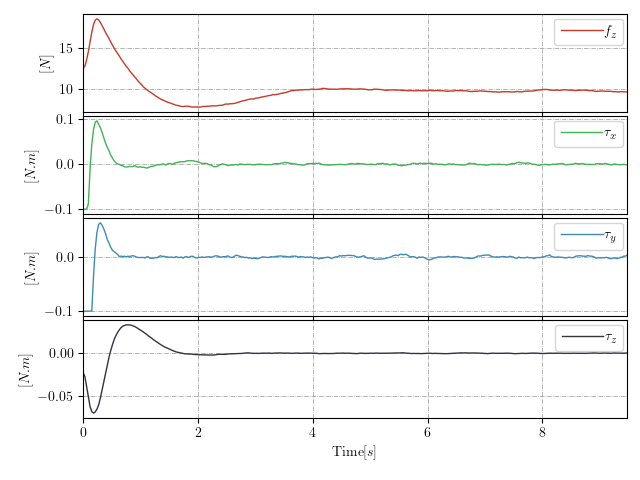 [N]
15
10
f_z
[N.m]
0.1
0.0
−0.1
τ_x
[N.m]
0.0
−0.1
τ_y
[N.m]
0.00
−0.05
τ_z
0 2 4 6 8
Time[s]